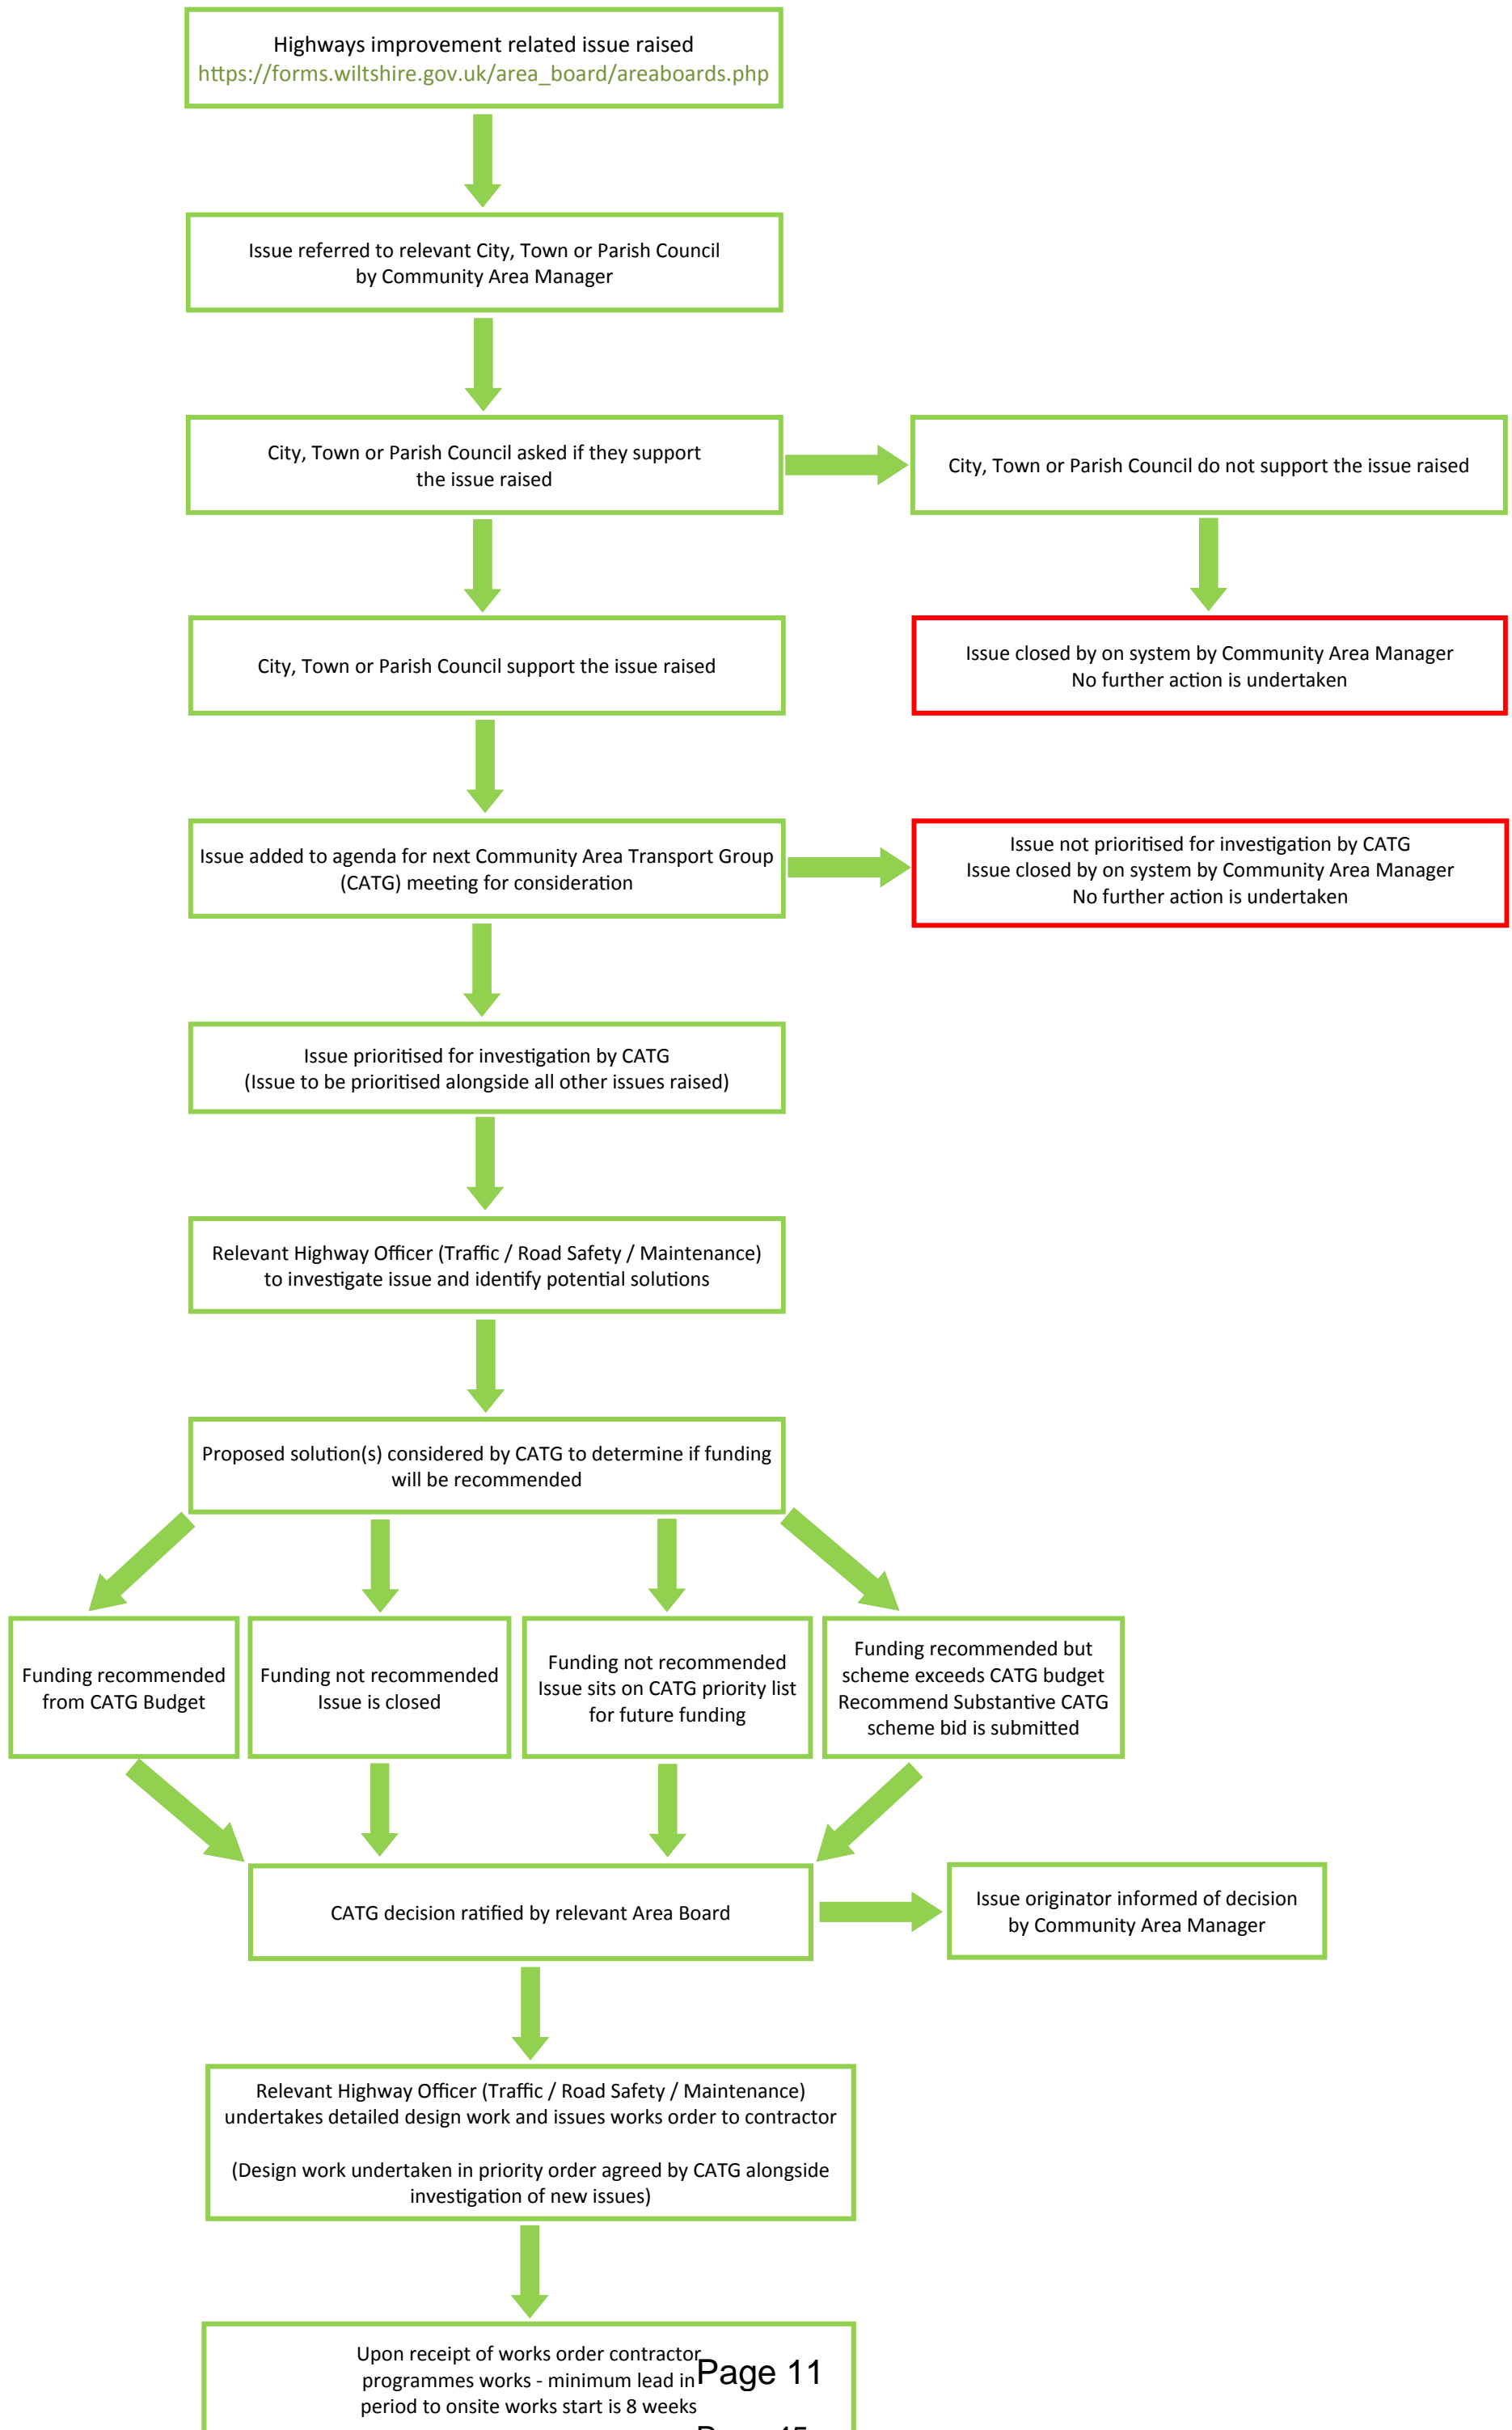 Highways improvement related issue raised
https://forms.wiltshire.gov.uk/area_board/areaboards.php
Issue referred to relevant City, Town or Parish Council
by Community Area Manager
City, Town or Parish Council asked if they support
the issue raised
City, Town or Parish Council do not support the issue raised
City, Town or Parish Council support the issue raised
Issue closed by on system by Community Area Manager
No further action is undertaken
Issue added to agenda for next Community Area Transport Group
(CATG) meeting for consideration
Issue not prioritised for investigation by CATG
Issue closed by on system by Community Area Manager
No further action is undertaken
Issue prioritised for investigation by CATG
(Issue to be prioritised alongside all other issues raised)
Relevant Highway Officer (Traffic / Road Safety / Maintenance)
to investigate issue and identify potential solutions
Proposed solution(s) considered by CATG to determine if funding
will be recommended
Funding recommended
from CATG Budget
Funding not recommended
Issue is closed
Funding not recommended
Issue sits on CATG priority list
for future funding
Funding recommended but
scheme exceeds CATG budget
Recommend Substantive CATG
scheme bid is submitted
CATG decision ratified by relevant Area Board
Issue originator informed of decision
by Community Area Manager
Relevant Highway Officer (Traffic / Road Safety / Maintenance)
undertakes detailed design work and issues works order to contractor
(Design work undertaken in priority order agreed by CATG alongside
investigation of new issues)
Upon receipt of works order contractor
programmes works - minimum lead in
period to onsite works start is 8 weeks
Page 11